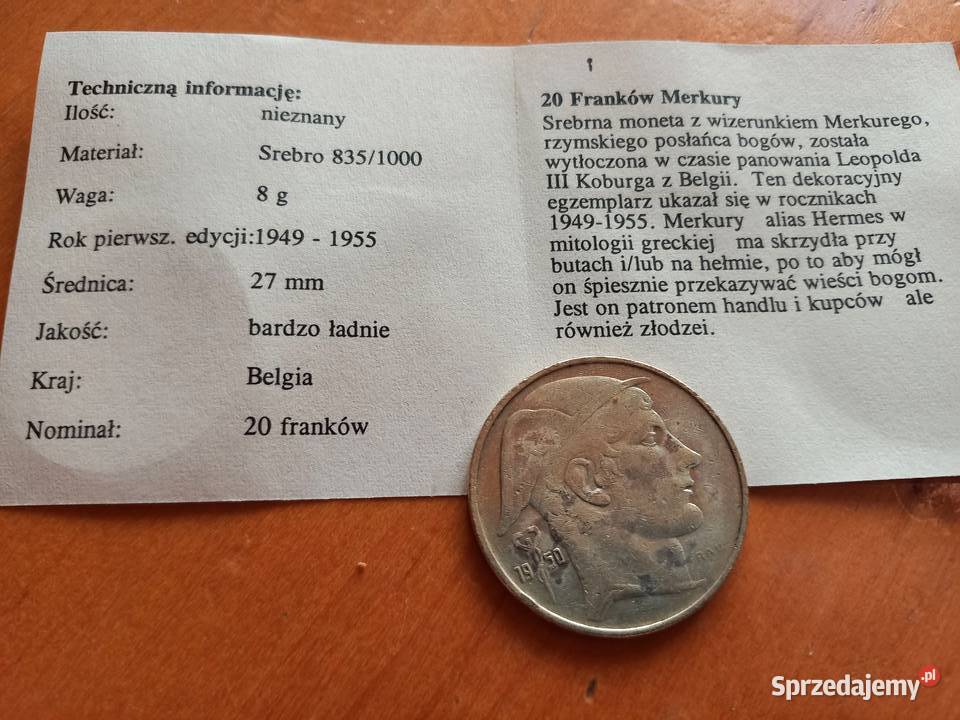 Techniczną informację:
Ilość: nieznany
Materiał: Srebro 835/1000
Waga: 8 g
Rok pierwsz. edycji:1949 - 1955
Średnica: 27 mm
Jakość: bardzo ładnie
Kraj: Belgia
Nominał: 20 franków
20 Franków Merkury
Srebrna moneta z wizerunkiem Merkurego,
rzymskiego posłańca bogów, została
wytłoczona w czasie panowania Leopolda
III Koburga z Belgii. Ten dekoracyjny
egzemplarz ukazał się w rocznikach
1949-1955. Merkury alias Hermes w
mitologii greckiej ma skrzydła przy
butach i/lub na hełmie, po to aby mógł
on śpiesznie przekazywać wieści bogom.
Jest on patronem handlu i kupców ale
również złodzei.
1950
Sprzedajemy.pl